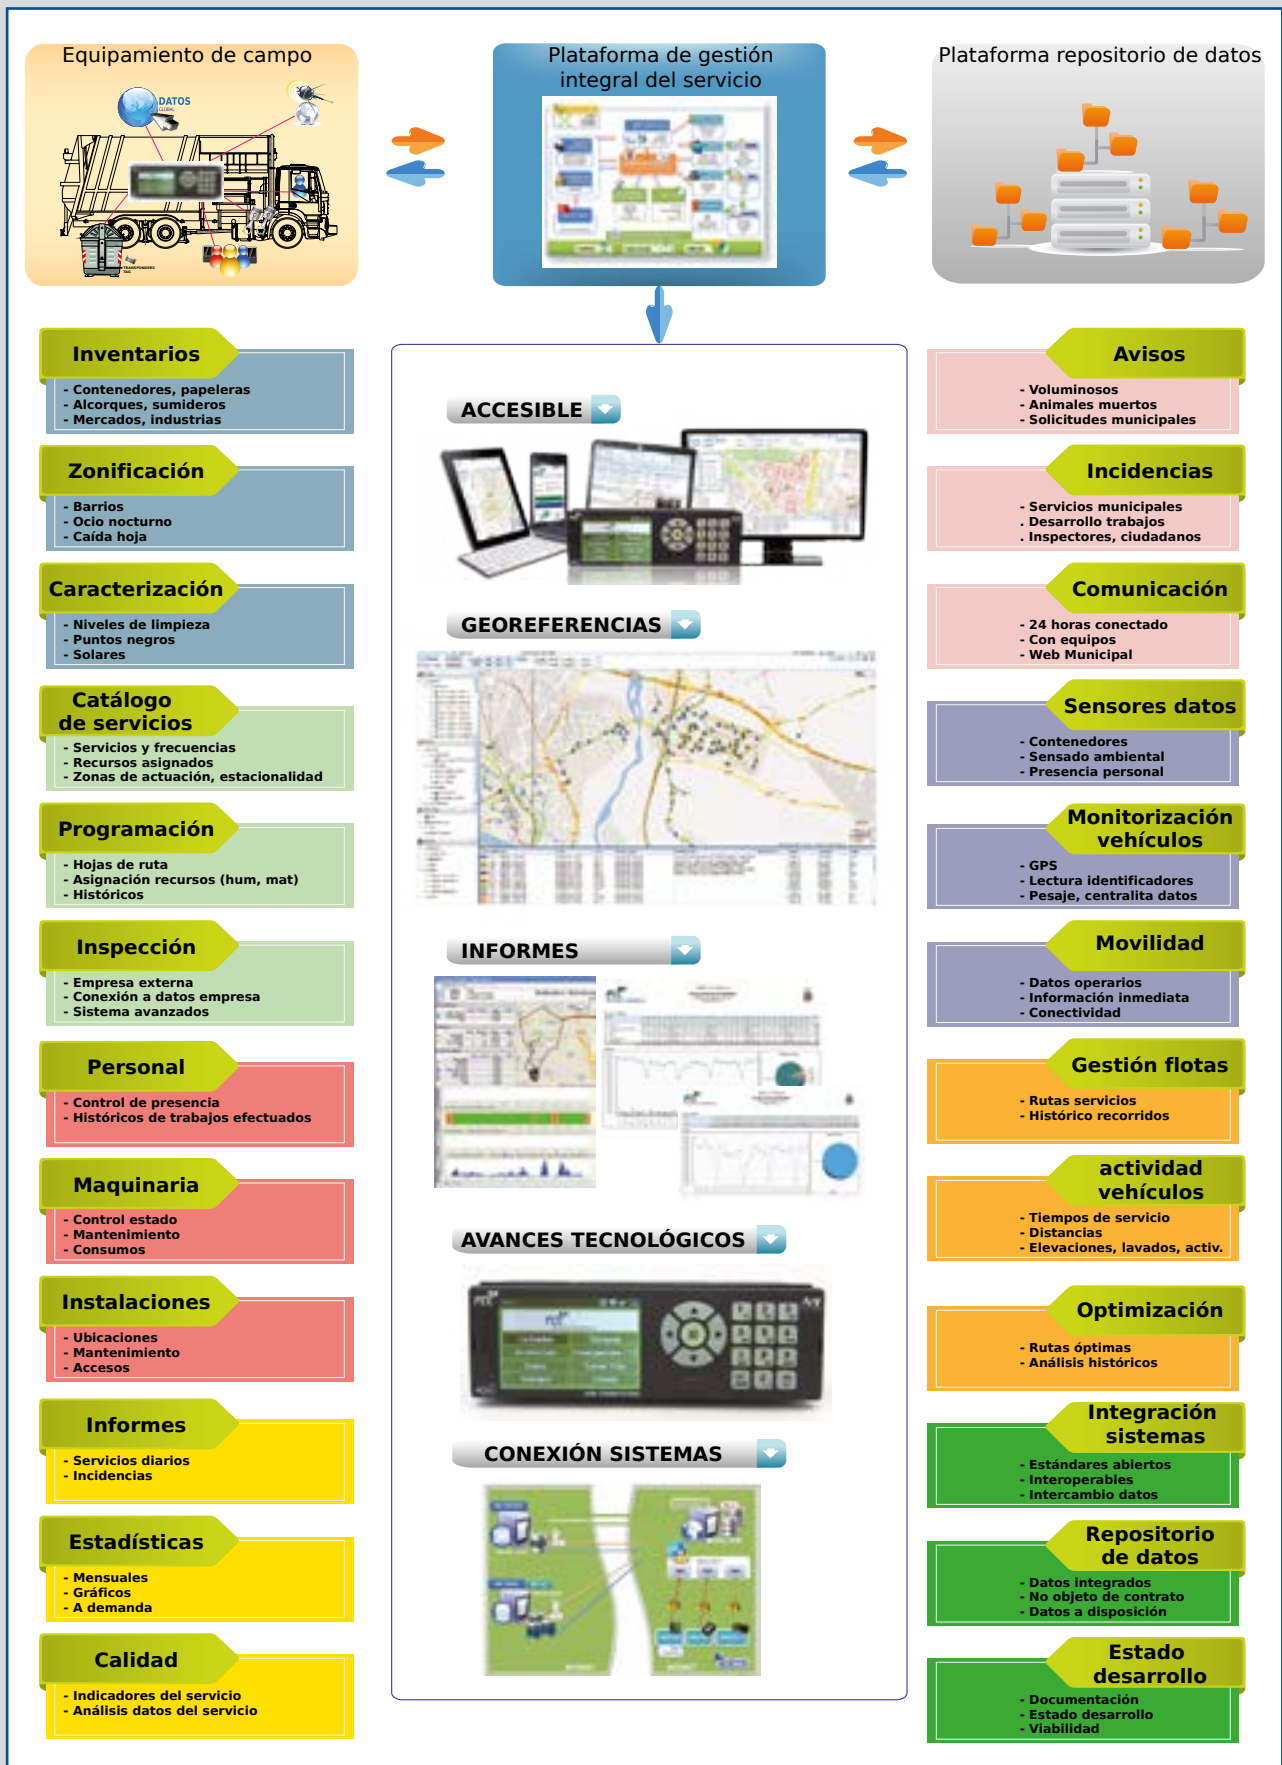 Equipamiento de campo
DATOS
GLOBAL
TRANSPONDERS
TAG
Plataforma de gestión
integral del servicio
Plataforma repositorio de datos
Inventarios
- Contenedores, papeleras
- Alcorques, sumideros
- Mercados, industrias
Zonificación
- Barrios
- Ocio nocturno
- Caída hoja
Caracterización
- Niveles de limpieza
- Puntos negros
- Solares
Catálogo
de servicios
- Servicios y frecuencias
- Recursos asignados
- Zonas de actuación, estacionalidad
Programación
- Hojas de ruta
- Asignación recursos (hum, mat)
- Históricos
Inspección
- Empresa externa
- Conexión a datos empresa
- Sistema avanzados
Personal
- Control de presencia
- Históricos de trabajos efectuados
Maquinaria
- Control estado
- Mantenimiento
- Consumos
Instalaciones
- Ubicaciones
- Mantenimiento
- Accesos
Informes
- Servicios diarios
- Incidencias
Estadísticas
- Mensuales
- Gráficos
- A demanda
Calidad
- Indicadores del servicio
- Análisis datos del servicio
ACCESIBLE
GEOREFERENCIAS
INFORMES
AVANCES TECNOLÓGICOS
CONEXIÓN SISTEMAS
Avisos
- Voluminosos
- Animales muertos
- Solicitudes municipales
Incidencias
- Servicios municipales
. Desarrollo trabajos
. Inspectores, ciudadanos
Comunicación
- 24 horas conectado
- Con equipos
- Web Municipal
Sensores datos
- Contenedores
- Sensado ambiental
- Presencia personal
Monitorización
vehículos
- GPS
- Lectura identificadores
- Pesaje, centralita datos
Movilidad
- Datos operarios
- Información inmediata
- Conectividad
Gestión flotas
- Rutas servicios
- Histórico recorridos
actividad
vehículos
- Tiempos de servicio
- Distancias
- Elevaciones, lavados, activ.
Optimización
- Rutas óptimas
- Análisis históricos
Integración
sistemas
- Estándares abiertos
- Interoperables
- Intercambio datos
Repositorio
de datos
- Datos integrados
- No objeto de contrato
- Datos a disposición
Estado
desarrollo
- Documentación
- Estado desarrollo
- Viabilidad